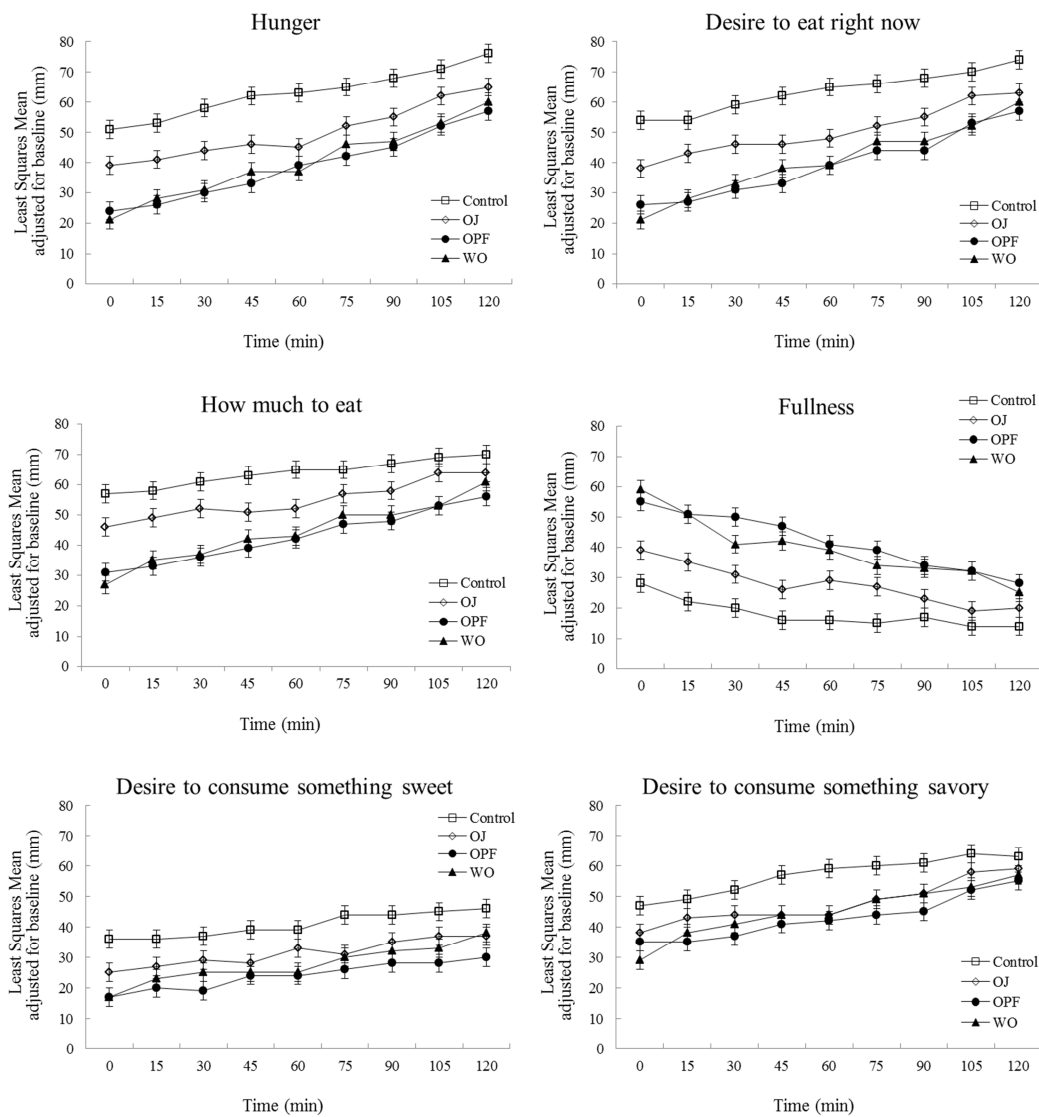 Hunger
Least Squares Mean
adjusted for baseline (mm)
80
70
60
50
40
30
20
10
0
Control
OJ
OPF
WO
0 15 30 45 60 75 90 105 120
Time (min)
Desire to eat right now
Least Squares Mean
adjusted for baseline (mm)
80
70
60
50
40
30
20
10
0
Control
OJ
OPF
WO
0 15 30 45 60 75 90 105 120
Time (min)
How much to eat
Least Squares Mean
adjusted for baseline (mm)
80
70
60
50
40
30
20
10
0
Control
OJ
OPF
WO
0 15 30 45 60 75 90 105 120
Time (min)
Fullness
Least Squares Mean
adjusted for baseline (mm)
80
70
60
50
40
30
20
10
0
Control
OJ
OPF
WO
0 15 30 45 60 75 90 105 120
Time (min)
Desire to consume something sweet
Least Squares Mean
adjusted for baseline (mm)
80
70
60
50
40
30
20
10
0
Control
OJ
OPF
WO
0 15 30 45 60 75 90 105 120
Time (min)
Desire to consume something savory
Least Squares Mean
adjusted for baseline (mm)
80
70
60
50
40
30
20
10
0
Control
OJ
OPF
WO
0 15 30 45 60 75 90 105 120
Time (min)